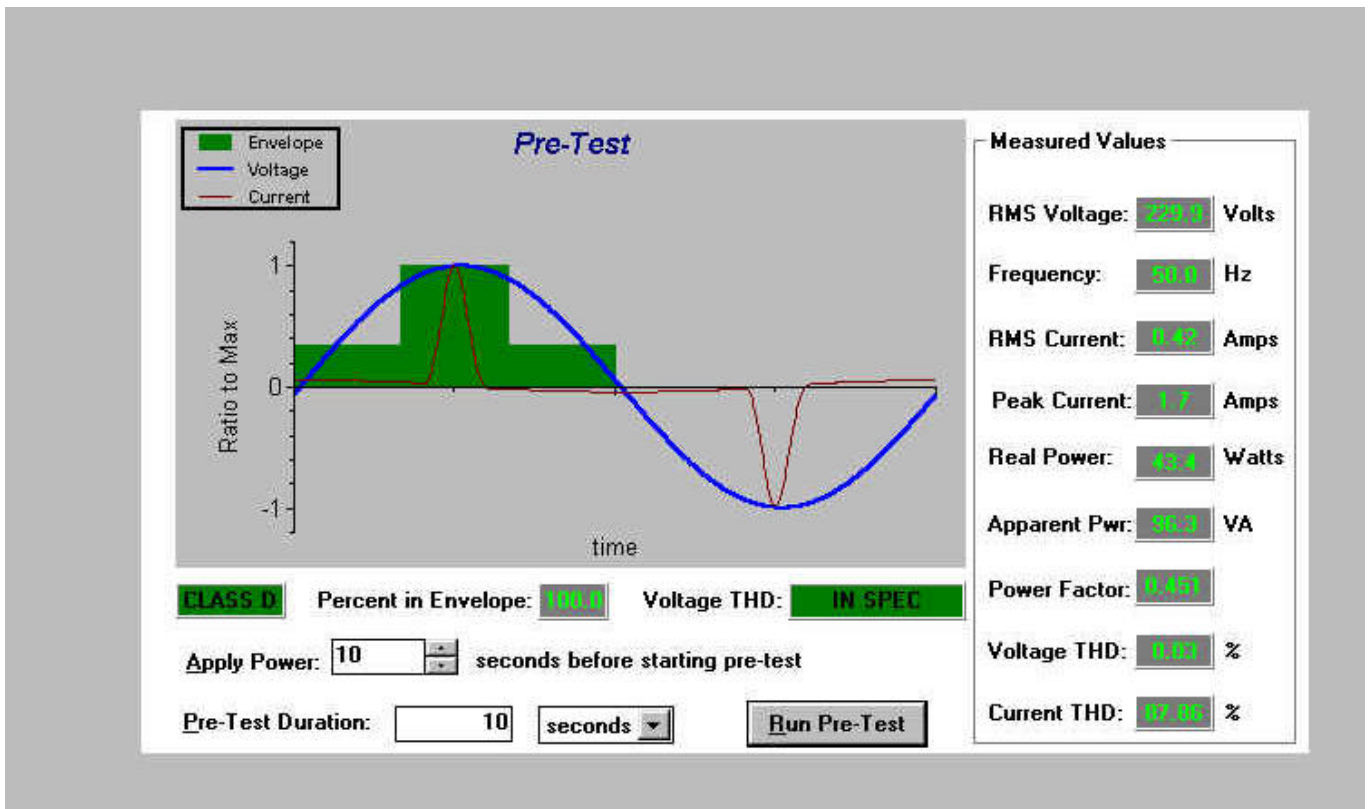 Pre-Test
Envelope
Voltage
Current
Ratio to Max
1
0
-1
time
CLASS D
Percent in Envelope: 100.0
Voltage THD: IN SPEC
Apply Power: 10 seconds before starting pre-test
Pre-Test Duration: 10 seconds
Run Pre-Test
Measured Values
RMS Voltage: 229.9 Volts
Frequency: 50.0 Hz
RMS Current: 0.42 Amps
Peak Current: 1.7 Amps
Real Power: 43.4 Watts
Apparent Pwr: 96.3 VA
Power Factor: 0.451
Voltage THD: 0.03 %
Current THD: %